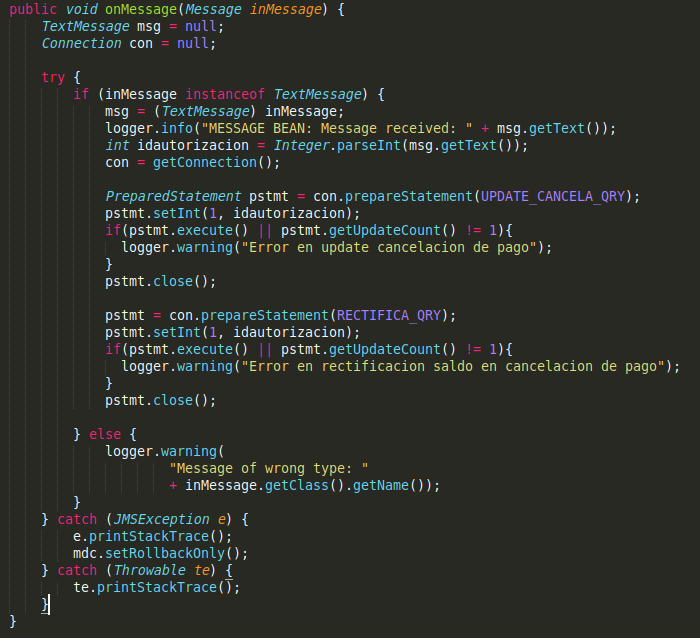 public void onMessage(Message inMessage) {
TextMessage msg = null;
Connection con = null;
try {
if (inMessage instanceof TextMessage) {
msg = (TextMessage) inMessage;
logger.info("MESSAGE BEAN: Message received: " + msg.getText());
int idautorizacion = Integer.parseInt(msg.getText());
con = getConnection();
PreparedStatement pstmt = con.prepareStatement(UPDATE_CANCELA_QRY);
pstmt.setInt(1, idautorizacion);
if(pstmt.execute() || pstmt.getUpdateCount() != 1){
logger.warning("Error en update cancelacion de pago");
}
pstmt.close();
pstmt = con.prepareStatement(RECTIFICA_QRY);
pstmt.setInt(1, idautorizacion);
if(pstmt.execute() || pstmt.getUpdateCount() != 1){
logger.warning("Error en rectificacion saldo en cancelacion de pago");
}
pstmt.close();
} else {
logger.warning(
"Message of wrong type: "
+ inMessage.getClass().getName());
}
} catch (JMSException e) {
e.printStackTrace();
mdc.setRollbackOnly();
} catch (Throwable te) {
te.printStackTrace();
}
}